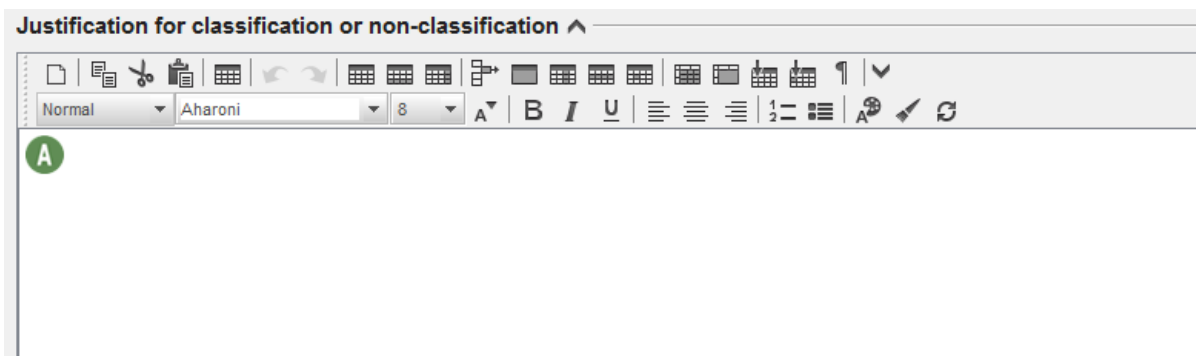 Justification for classification or non-classification
Normal Aharoni 8 A B I U A
A